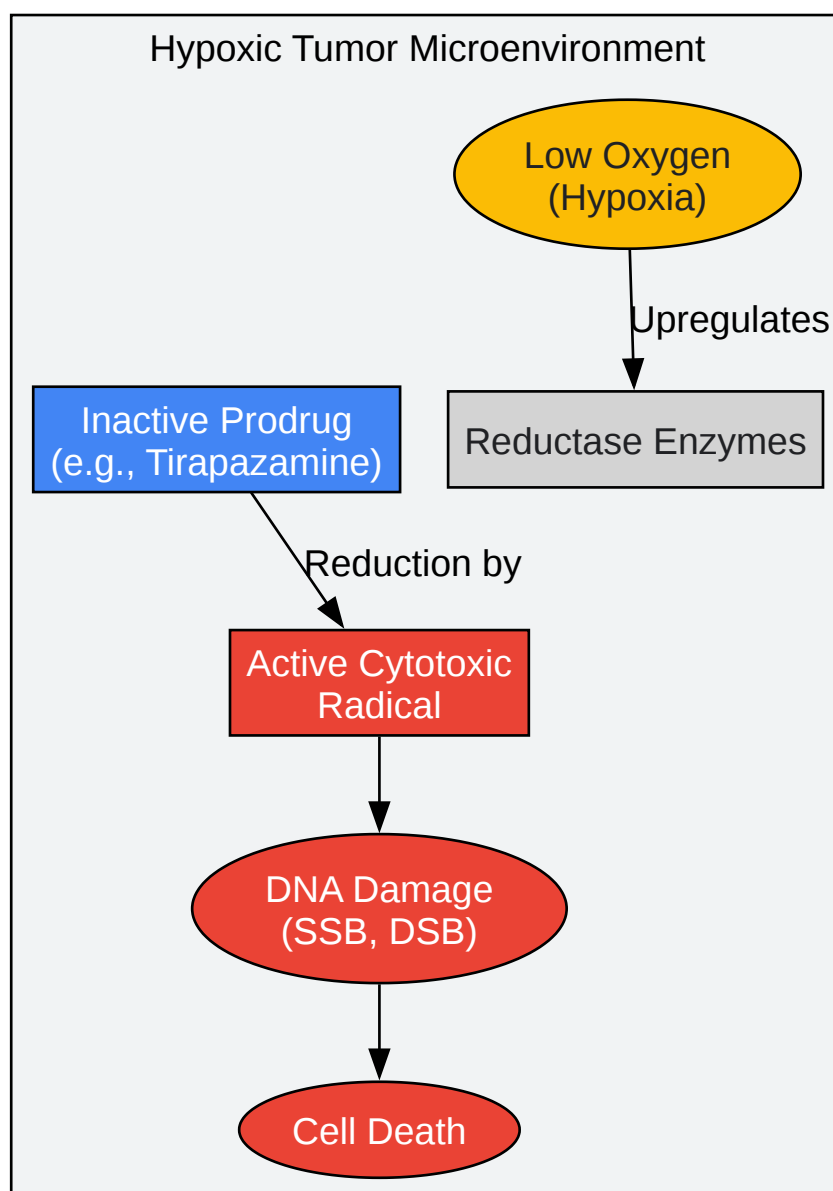 Hypoxic Tumor Microenvironment
Low Oxygen
(Hypoxia)
Upregulates
Inactive Prodrug
(e.g., Tirapazamine)
Reductase Enzymes
Reduction by
Active Cytotoxic
Radical
DNA Damage
(SSB, DSB)
Cell Death